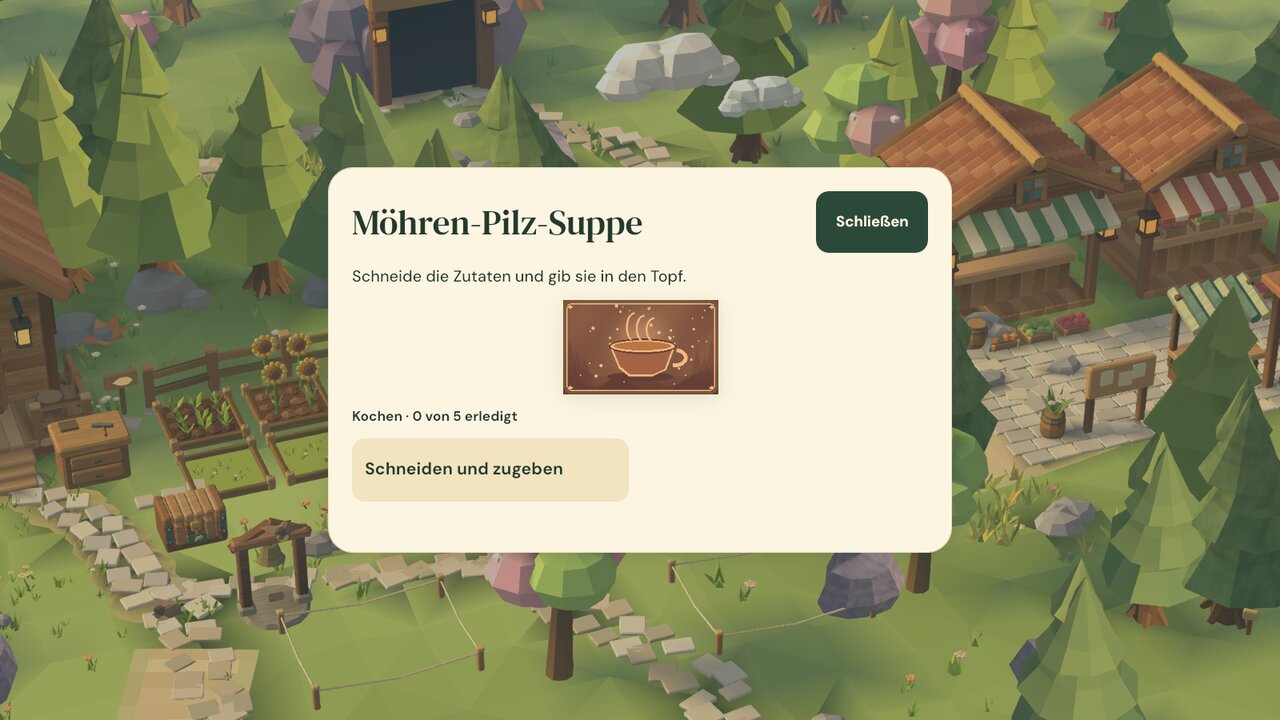 Möhren-Pilz-Suppe
Schließen
Schneide die Zutaten und gib sie in den Topf.
Kochen · 0 von 5 erledigt
Schneiden und zugeben